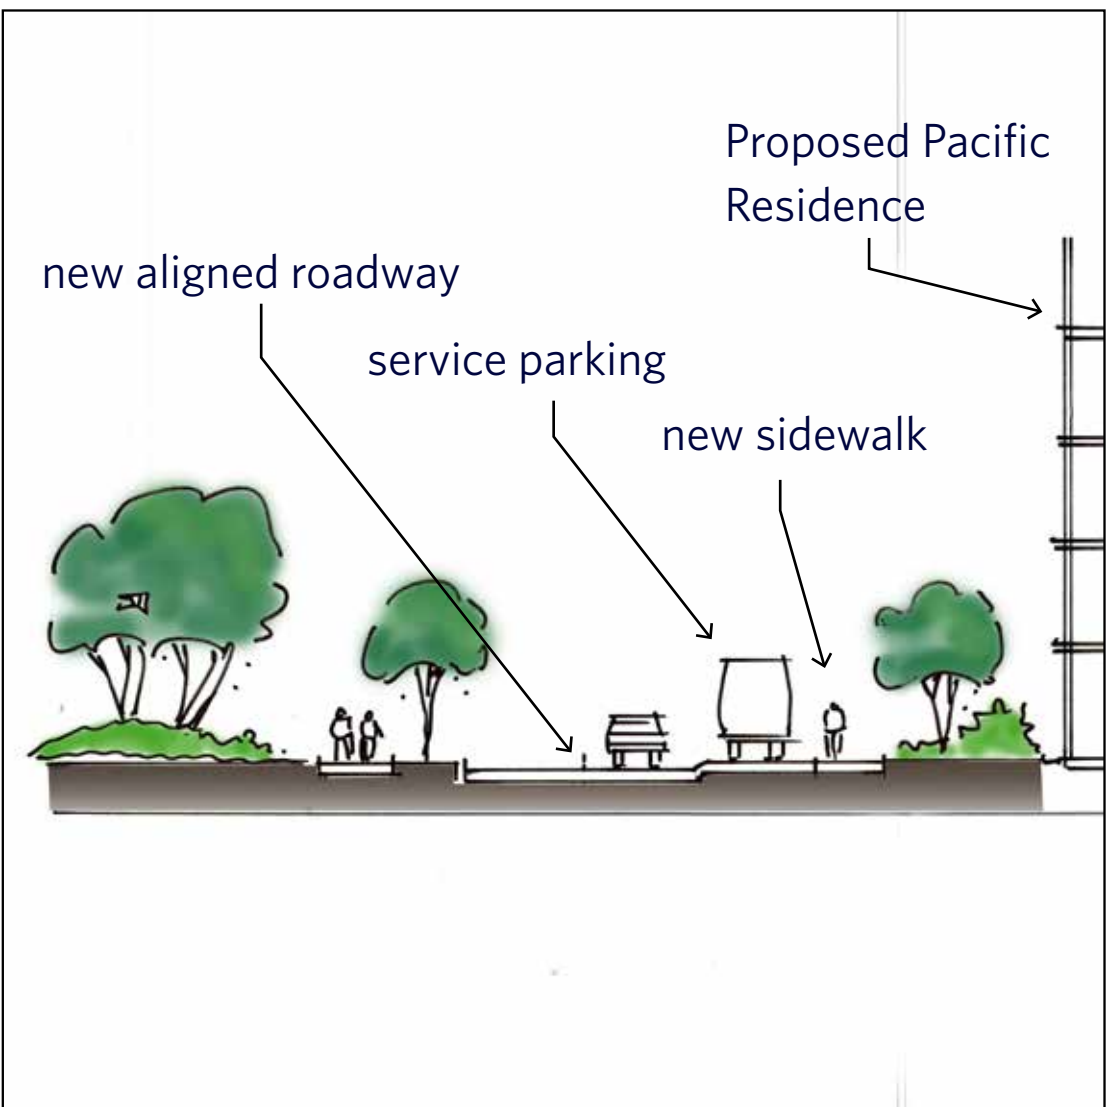 Proposed Pacific
Residence
new aligned roadway
service parking
new sidewalk